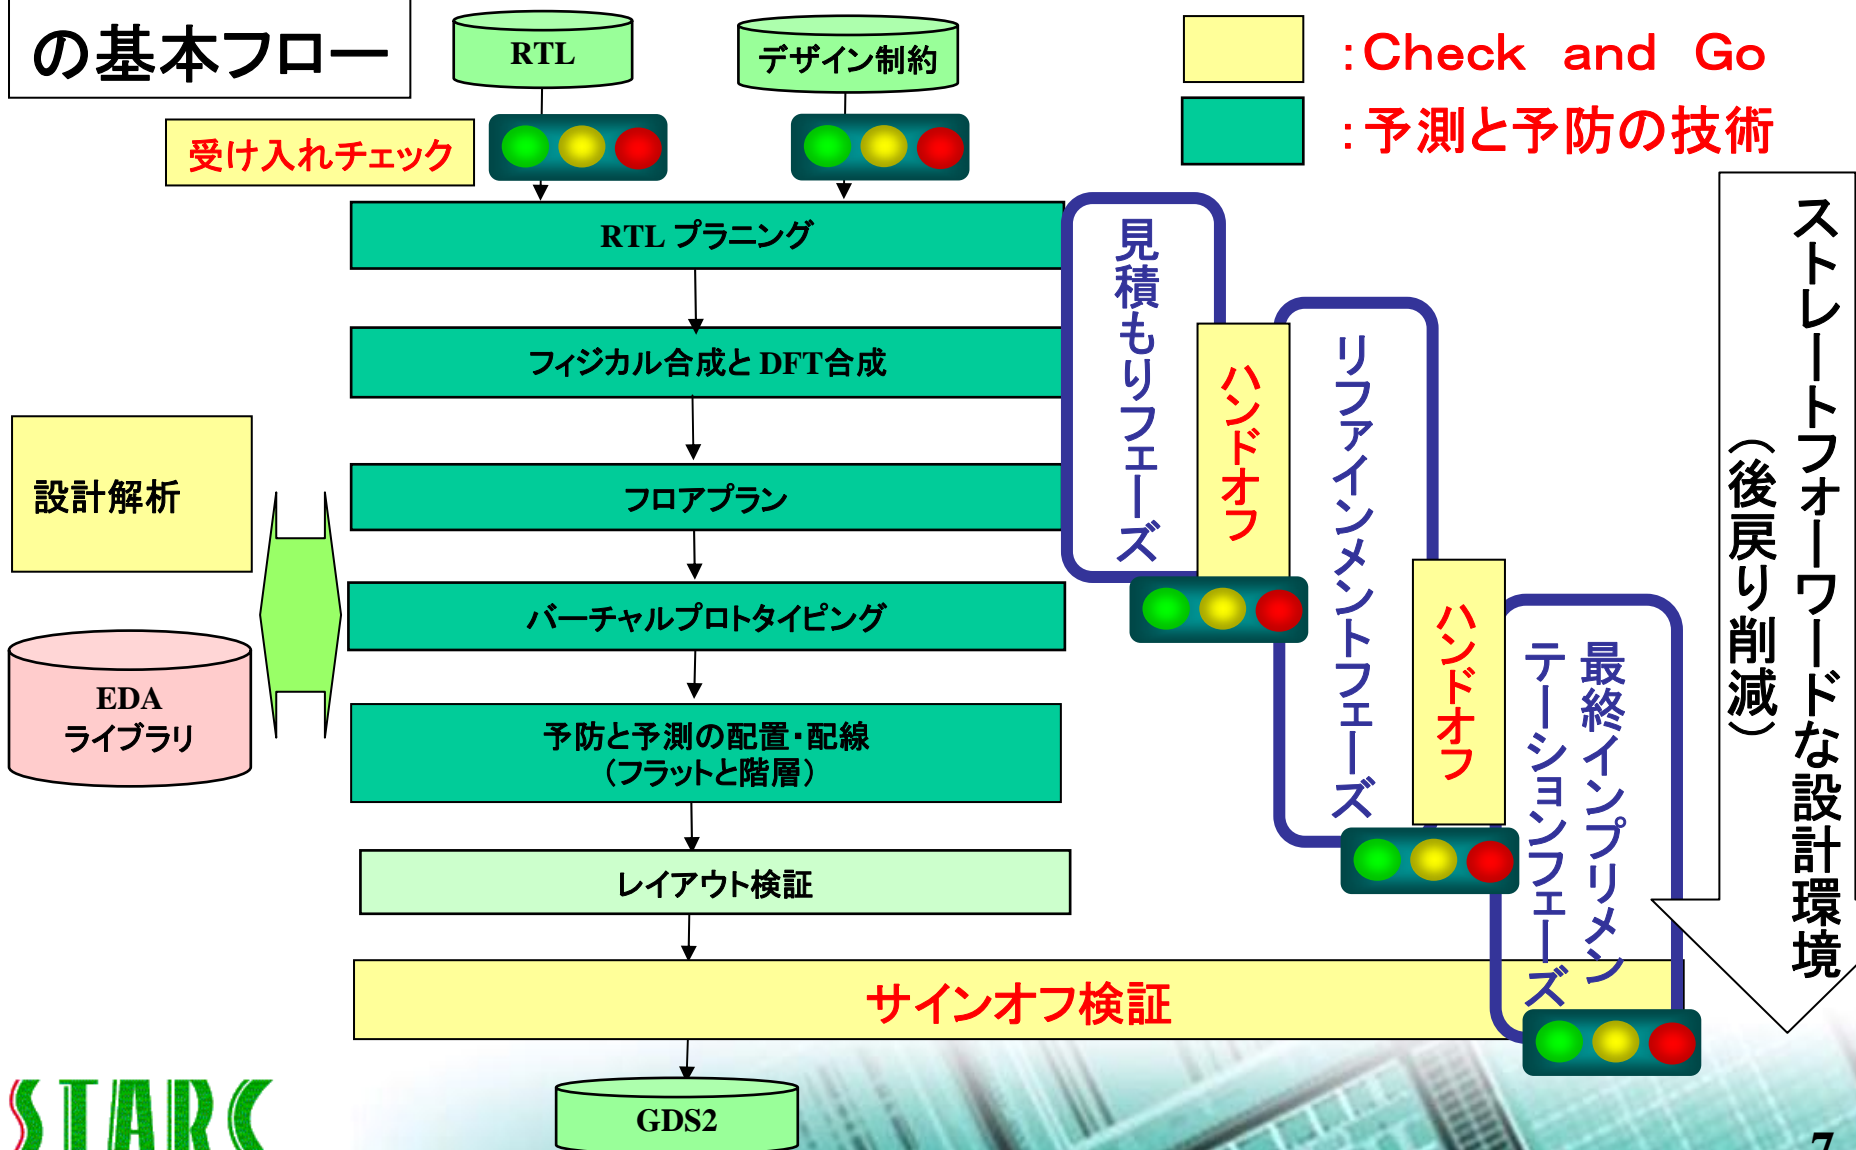 の基本フロー
RTL
デザイン制約
:Check and Go
:予測と予防の技術
受け入れチェック
RTL プラニング
フィジカル合成と DFT合成
フロアプラン
バーチャルプロトタイピング
予防と予測の配置・配線
(フラットと階層)
レイアウト検証
サインオフ検証
GDS2
設計解析
EDA
ライブラリ
見積もりフェーズ
ハンドオフ
リファインメントフェーズ
ハンドオフ
最終インプリメン
テーションフェーズ
ストレートフォーワードな設計環境
(後戻り削減)
STARC
7